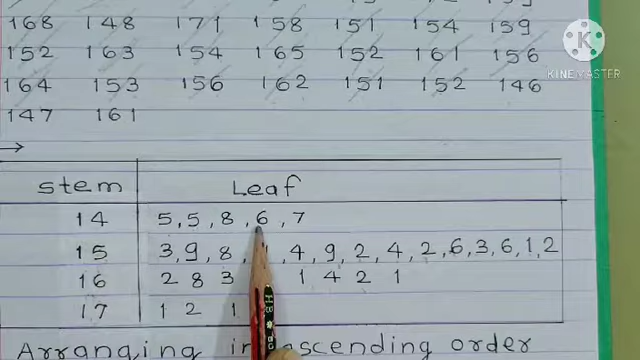 168 148 171 158 151 154 159
152 163 154 165 152 161 156
164 153 156 162 151 152 146
147 161
KINEMASTER
stem Leaf
14 5, 5, 8, 6, 7
15 3, 9, 8, 4, 9, 2, 4, 2, 6, 3, 6, 1, 2
16 2 8 3 1 4 2 1
17 1 2 1
Arranging in ascending order